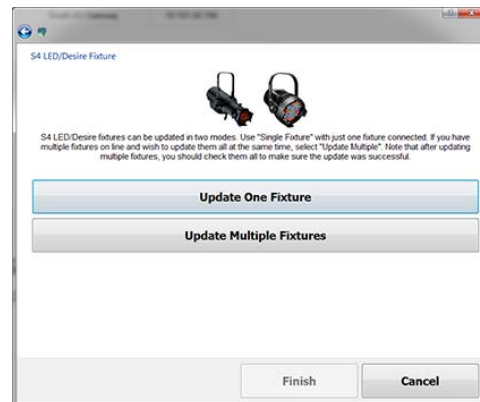 S4 LED/Desire Fixture
S4 LED/Desire fixtures can be updated in two modes. Use "Single Fixture" with just one fixture connected. If you have
multiple fixtures on line and wish to update them all at the same time, select "Update Multiple". Note that after updating
multiple fixtures, you should check them all to make sure the update was successful.
Update One Fixture
Update Multiple Fixtures
Finish
Cancel